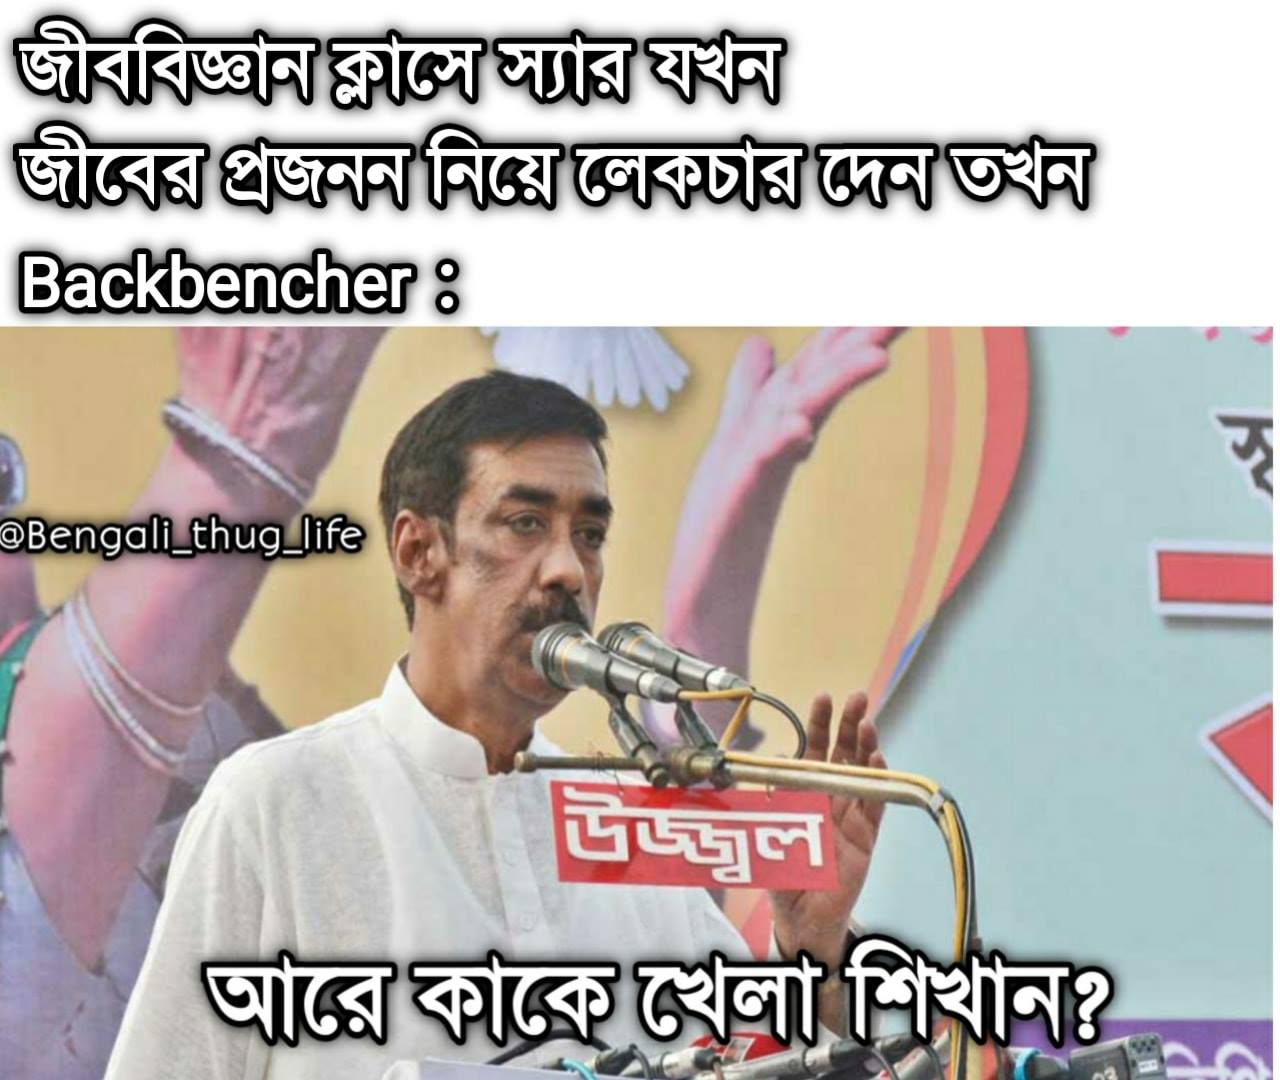 জীববিজ্ঞান ক্লাসে স্যার যখন
জীবের প্রজনন নিয়ে লেকচার দেন তখন
Backbencher :
@Bengali_thug_life
উজ্জ্বল
আরে কাকে খেলা শিখান?